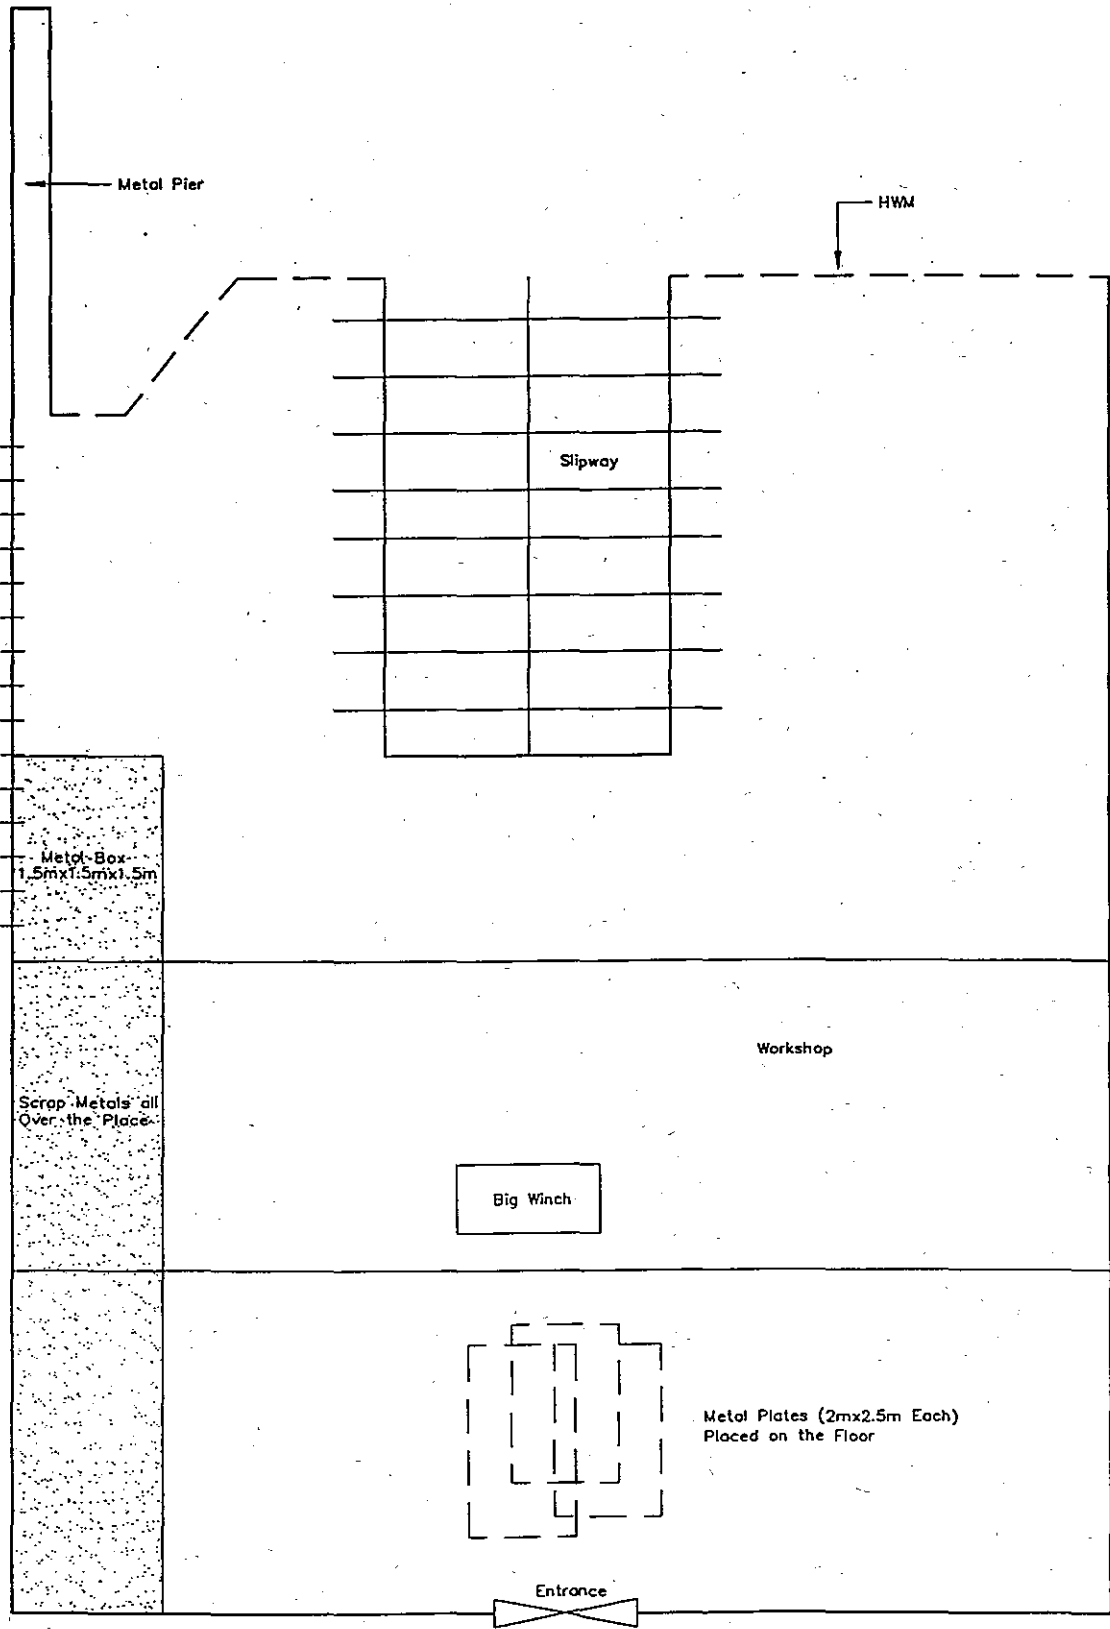 Metal Pier
HWM
Slipway
Metal Box
1.5mx1.5mx1.5m
Workshop
Scrap Metals all
Over the Place
Big Winch
Metal Plates (2mx2.5m Each)
Placed on the Floor
Entrance